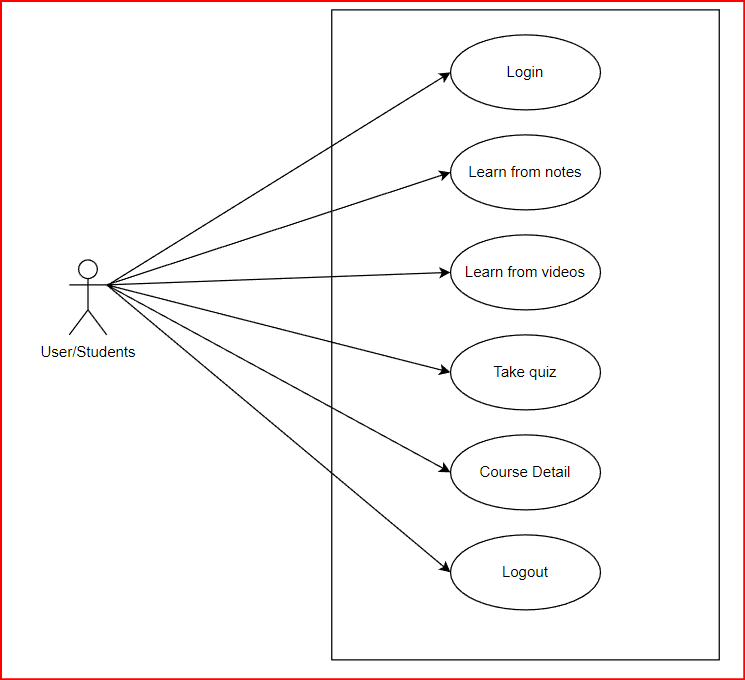 Login
Learn from notes
Learn from videos
User/Students
Take quiz
Course Detail
Logout